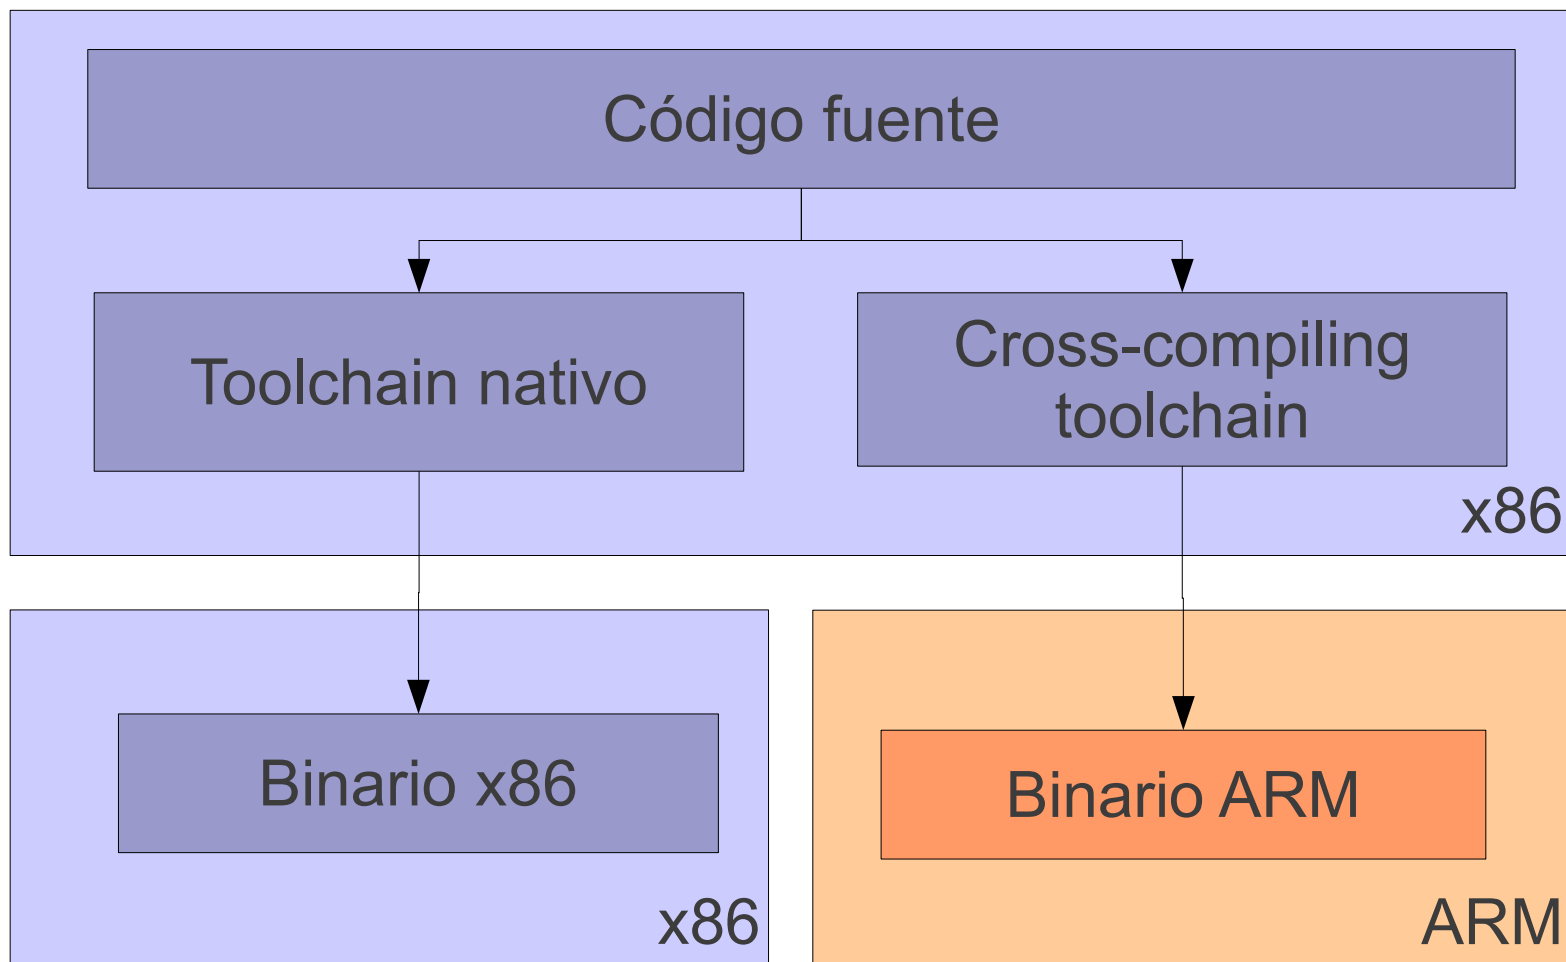 Código fuente
Toolchain nativo
Cross-compiling
toolchain
x86
Binario x86
Binario ARM
x86
ARM